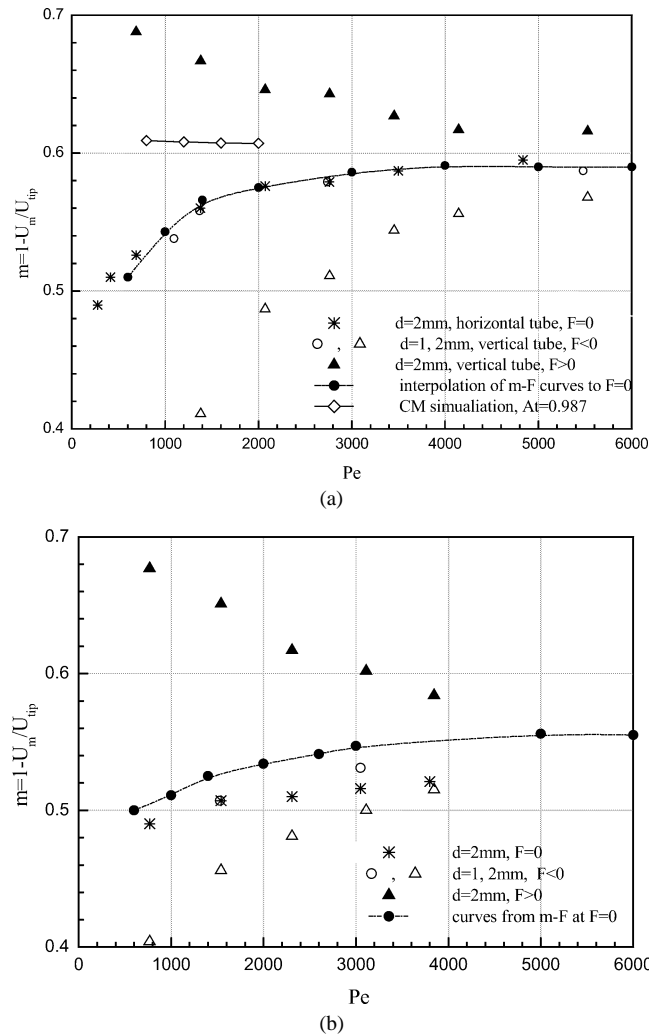 0.7
0.6
0.5
0.4
m=1-U_m/U_tip
d=2mm, horizontal tube, F=0
, d=1, 2mm, vertical tube, F<0
d=2mm, vertical tube, F>0
interpolation of m-F curves to F=0
CM simualiation, At=0.987
0 1000 2000 3000 4000 5000 6000
Pe
(a)
0.7
0.6
0.5
0.4
m=1-U_m/U_tip
d=2mm, F=0
, d=1, 2mm, F<0
d=2mm, F>0
curves from m-F at F=0
0 1000 2000 3000 4000 5000 6000
Pe
(b)